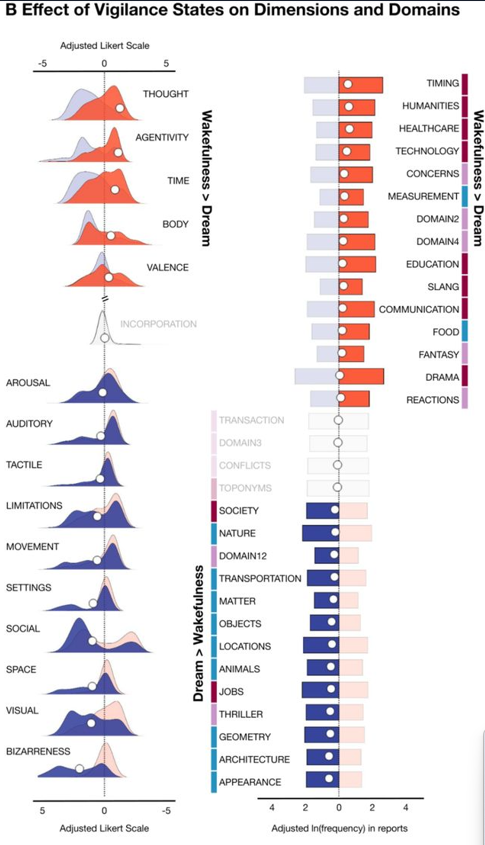 B Effect of Vigilance States on Dimensions and Domains
Adjusted Likert Scale
-5 0 5
THOUGHT
AGENTIVITY
TIME
BODY
VALENCE
Wakefulness > Dream
INCORPORATION
AROUSAL
AUDITORY
TACTILE
LIMITATIONS
MOVEMENT
SETTINGS
SOCIAL
SPACE
VISUAL
BIZARRENESS
Dream > Wakefulness
5 0 -5
Adjusted Likert Scale
TIMING
HUMANITIES
HEALTHCARE
TECHNOLOGY
CONCERNS
MEASUREMENT
DOMAIN2
DOMAIN4
EDUCATION
SLANG
COMMUNICATION
FOOD
FANTASY
DRAMA
REACTIONS
Wakefulness > Dream
TRANSACTION
DOMAIN3
CONFLICTS
TOPONYMS
SOCIETY
NATURE
DOMAIN12
TRANSPORTATION
MATTER
OBJECTS
LOCATIONS
ANIMALS
JOBS
THRILLER
GEOMETRY
ARCHITECTURE
APPEARANCE
4 2 0 2 4
Adjusted ln(frequency) in reports